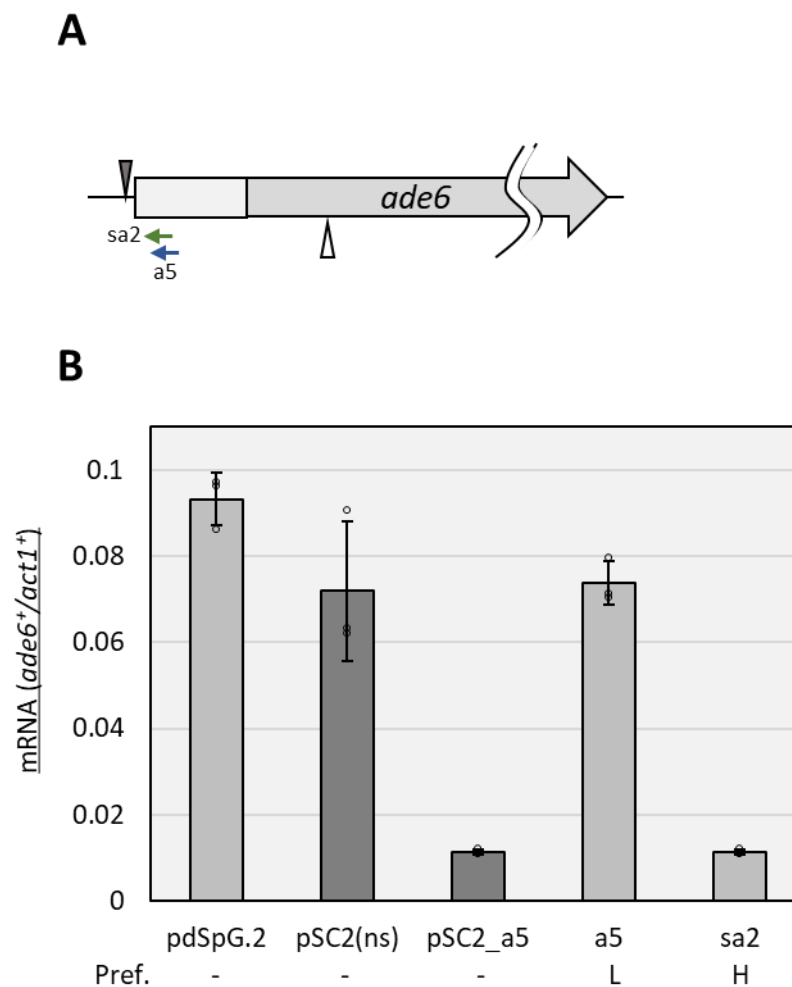 A
ade6
sa2
a5
B
mRNA (ade6⁺/act1⁺)
0.1
0.08
0.06
0.04
0.02
0
pdSpG.2 pSC2(ns) pSC2_a5 a5 sa2
Pref. - - - L H